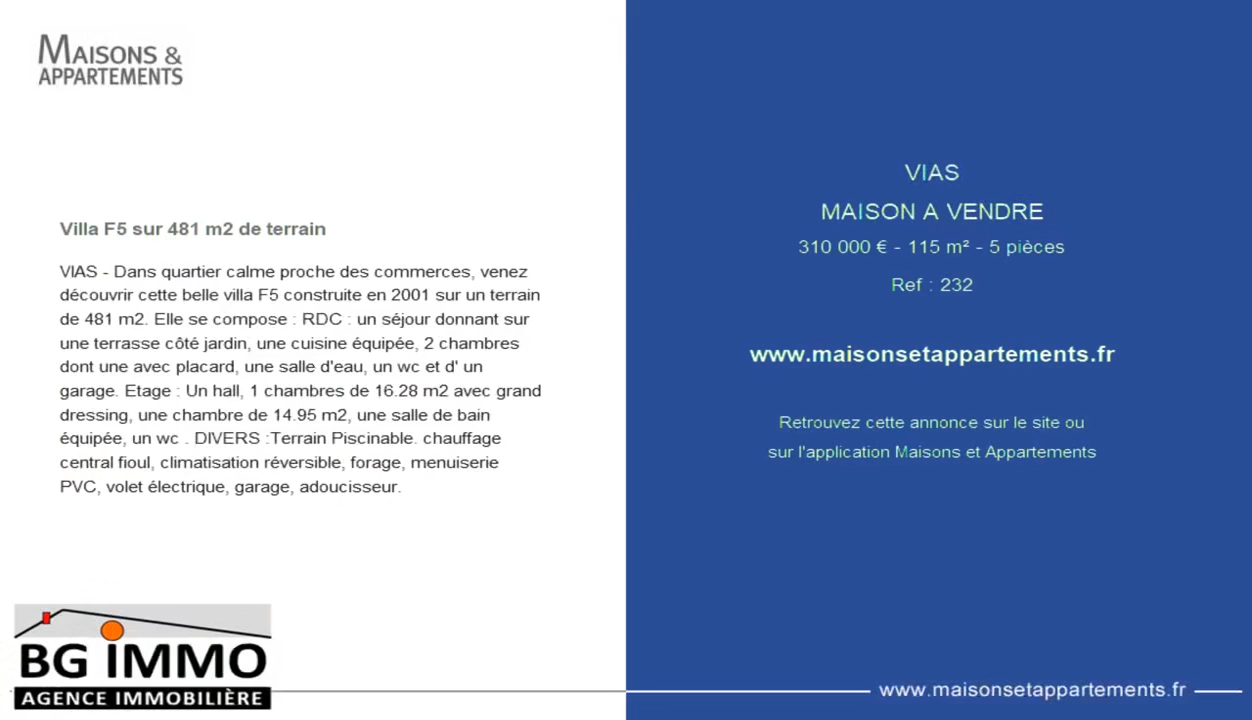 MAISONS &
APPARTEMENTS
Villa F5 sur 481 m2 de terrain
VIAS - Dans quartier calme proche des commerces, venez
découvrir cette belle villa F5 construite en 2001 sur un terrain
de 481 m2. Elle se compose : RDC : un séjour donnant sur
une terrasse côté jardin, une cuisine équipée, 2 chambres
dont une avec placard, une salle d'eau, un wc et d' un
garage. Etage : Un hall, 1 chambres de 16.28 m2 avec grand
dressing, une chambre de 14.95 m2, une salle de bain
équipée, un wc . DIVERS :Terrain Piscinable. chauffage
central fioul, climatisation réversible, forage, menuiserie
PVC, volet électrique, garage, adoucisseur.
BG iMMO
AGENCE IMMOBILIÈRE
VIAS
MAISON A VENDRE
310 000 € - 115 m² - 5 pièces
Ref : 232
www.maisonsetappartements.fr
Retrouvez cette annonce sur le site ou
sur l'application Maisons et Appartements
www.maisonsetappartements.fr